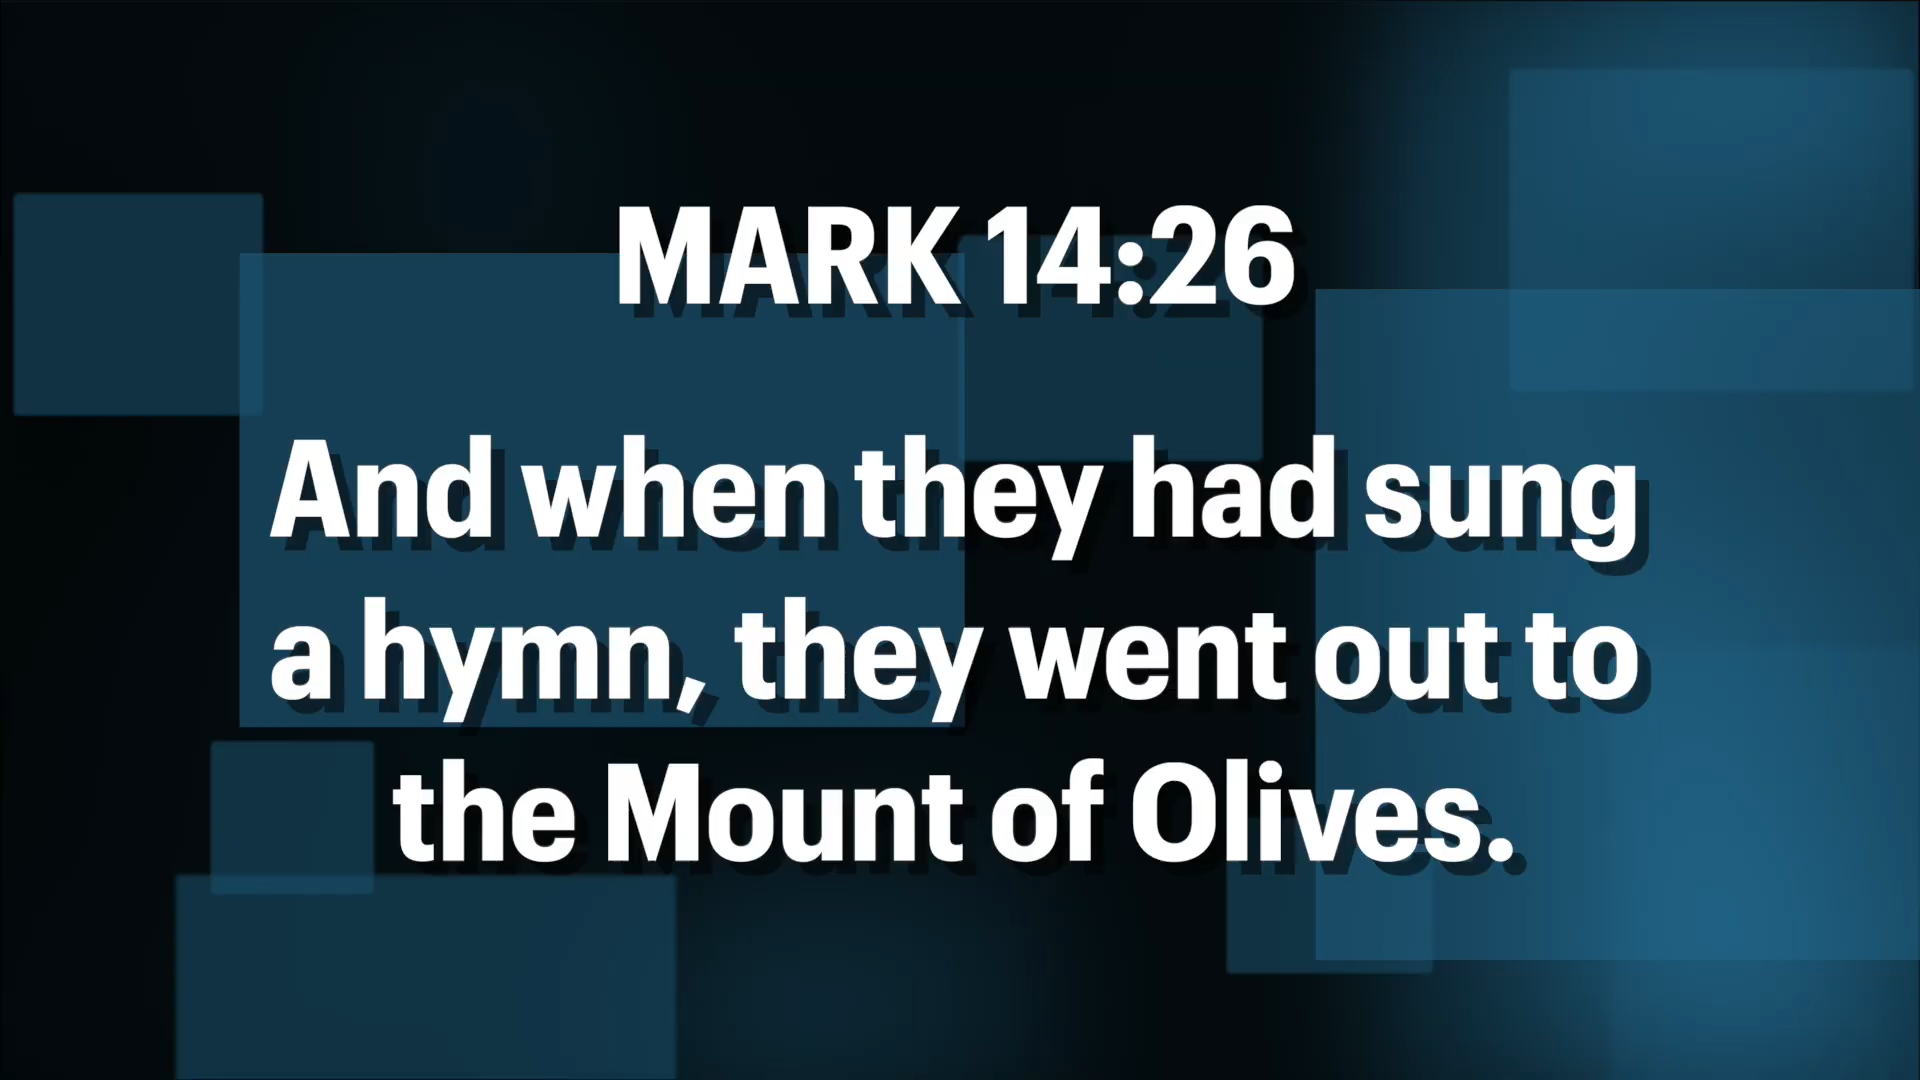 MARK 14:26
And when they had sung
a hymn, they went out to
the Mount of Olives.